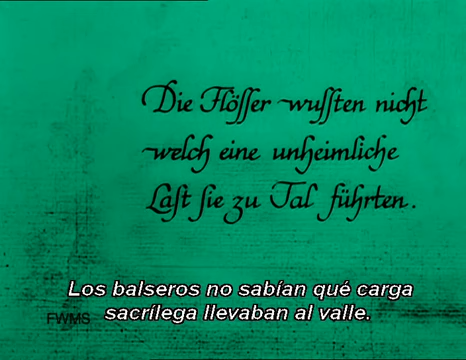 Die Flösser wussten nicht
welch eine unheimliche
Last sie zu Tal führten.
Los balseros no sabían qué carga
sacrílega llevaban al valle.
FWMS